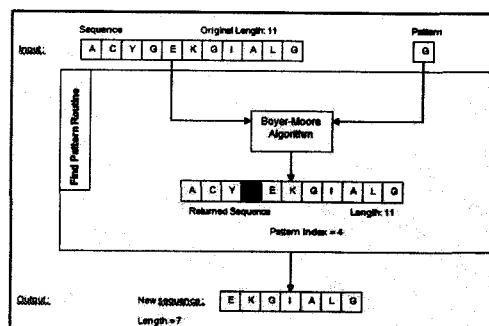 Sequence Original Length: 11 Pattern
Input: A C Y G E K G I A L G G
Find Pattern Routine
Boyer-Moore
Algorithm
A C Y E K G I A L G
Returned Sequence Length: 11
Pattern Index = 4
Output: New sequence: E K G I A L G
Length = 7